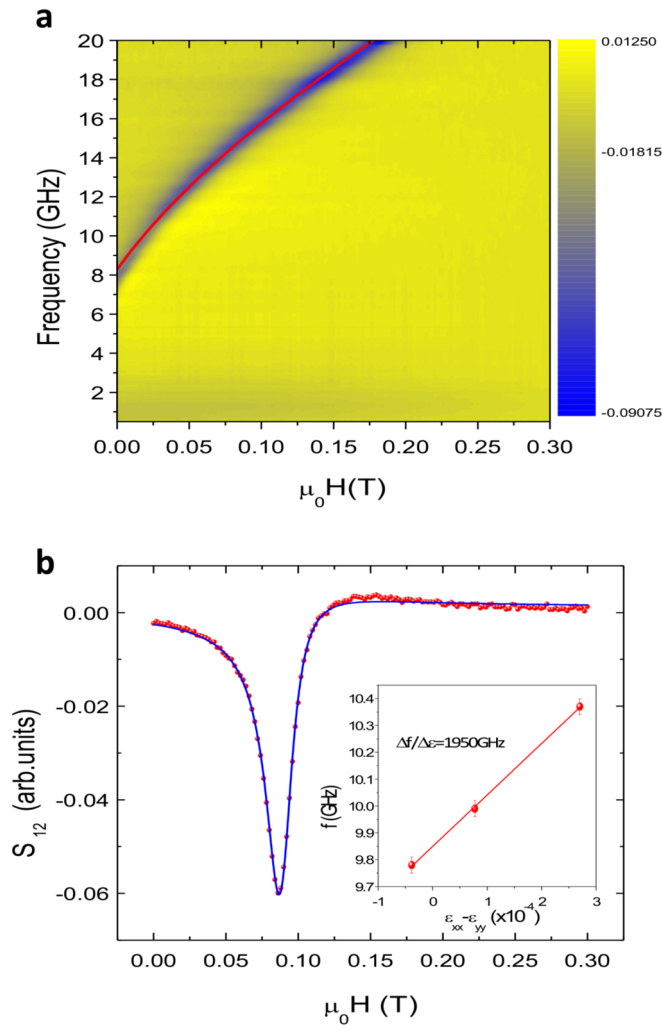 a
20
18
16
14
12
10
8
6
4
2
Frequency (GHz)
0.00 0.05 0.10 0.15 0.20 0.25 0.30
μ₀H(T)
0.01250
-0.01815
-0.09075
b
0.00
-0.02
-0.04
-0.06
S₁₂ (arb.units)
0.00 0.05 0.10 0.15 0.20 0.25 0.30
μ₀H (T)
10.4
10.3
10.2
10.1
10.0
9.9
9.8
9.7
f (GHz)
Δf/Δε=1950GHz
-1 0 1 2 3
εxx-εyy (x10⁻⁴)